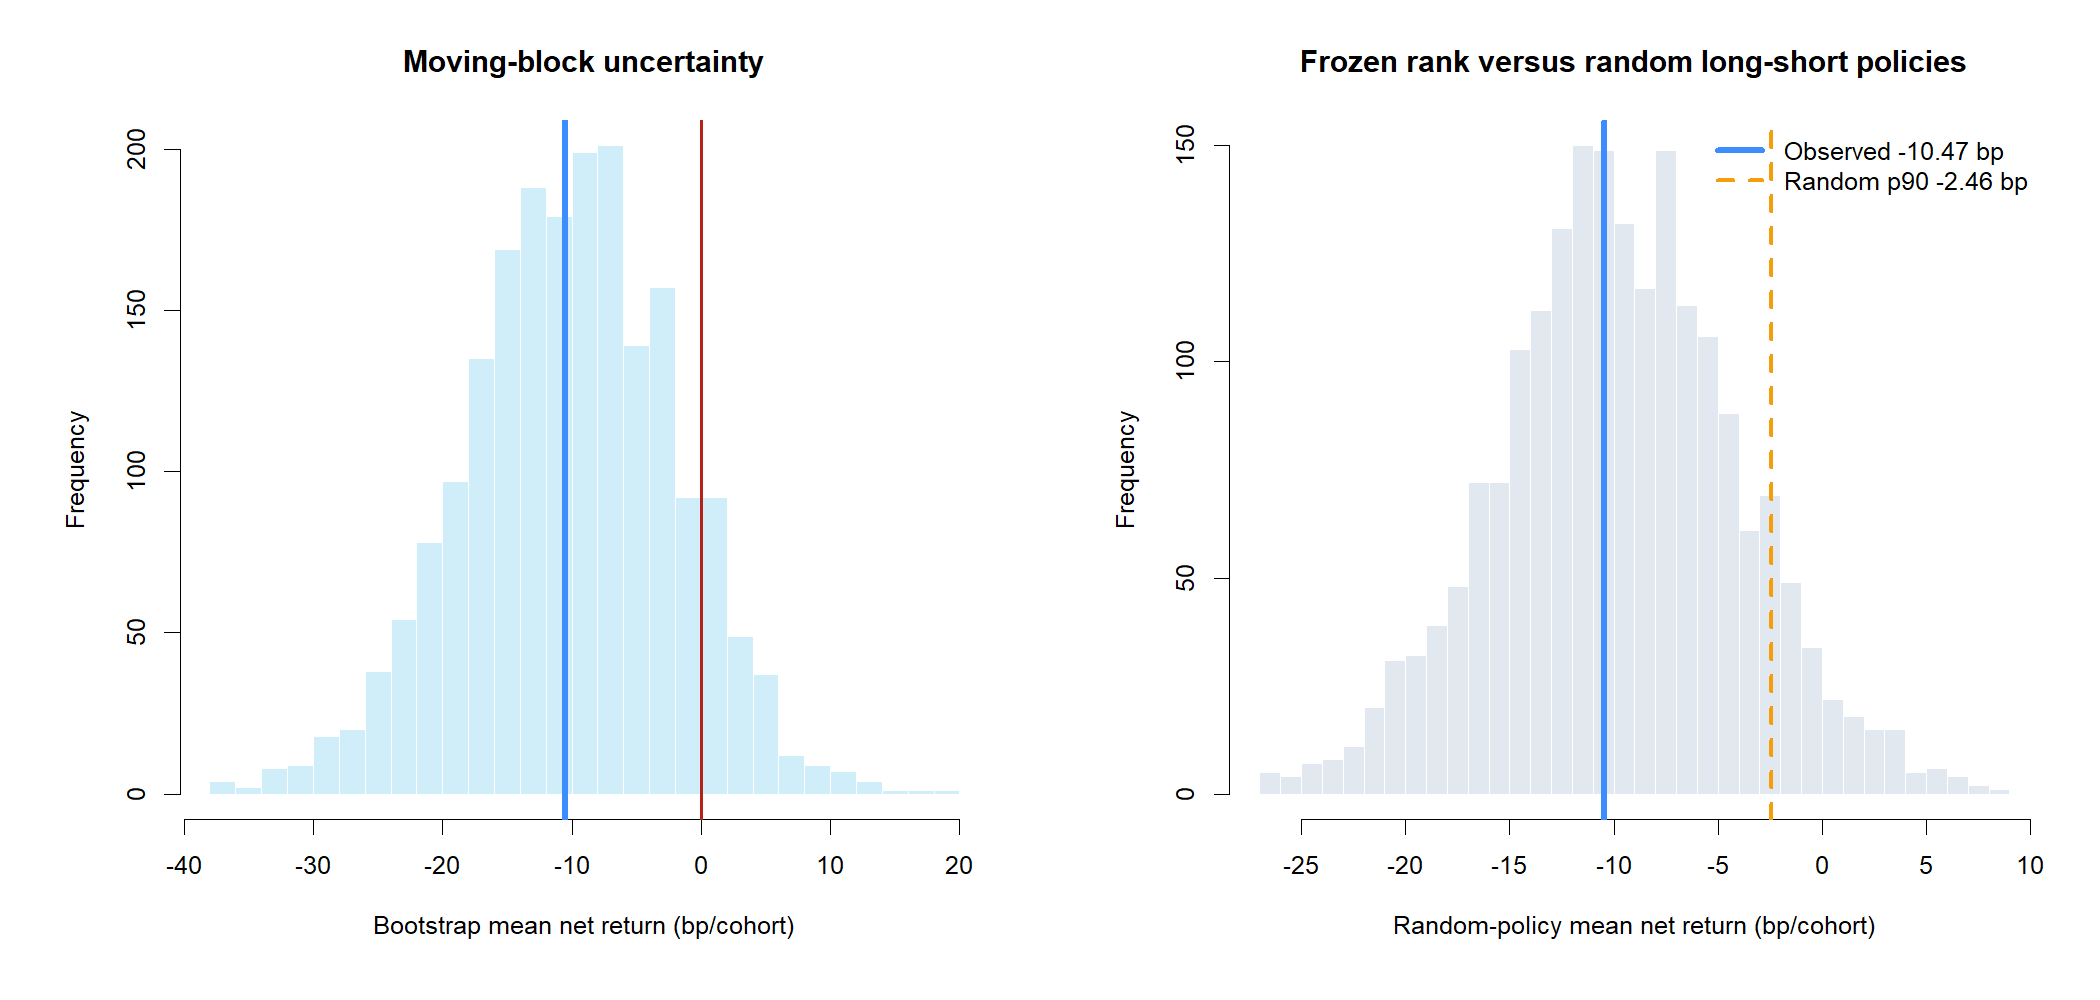 Moving-block uncertainty
Frequency
200
150
100
50
0
-40 -30 -20 -10 0 10 20
Bootstrap mean net return (bp/cohort)
Frozen rank versus random long-short policies
Observed -10.47 bp
Random p90 -2.46 bp
Frequency
150
100
50
0
-25 -20 -15 -10 -5 0 5 10
Random-policy mean net return (bp/cohort)